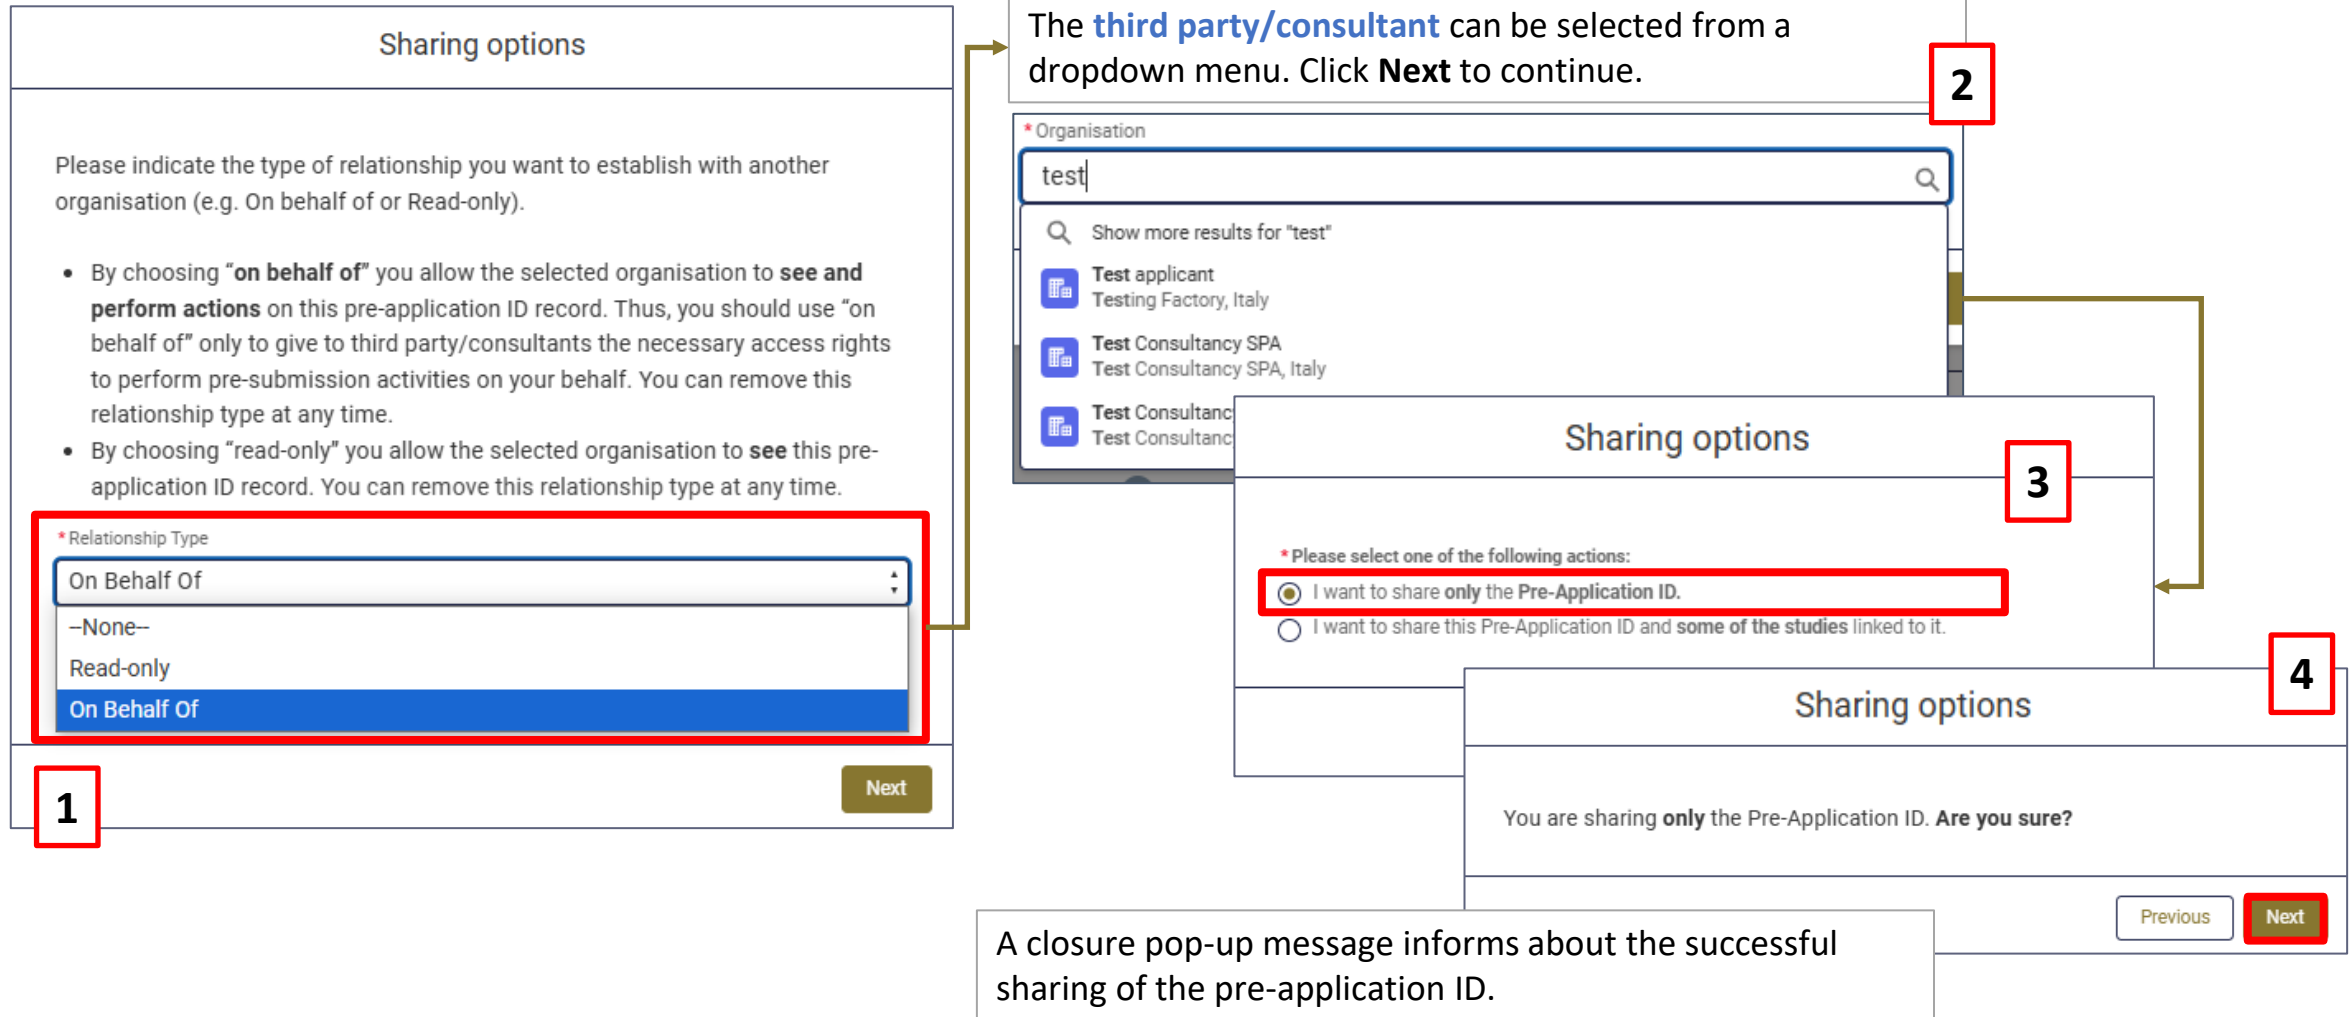 Sharing options
Please indicate the type of relationship you want to establish with another
organisation (e.g. On behalf of or Read-only).
• By choosing “on behalf of” you allow the selected organisation to see and
perform actions on this pre-application ID record. Thus, you should use “on
behalf of” only to give to third party/consultants the necessary access rights
to perform pre-submission activities on your behalf. You can remove this
relationship type at any time.
• By choosing “read-only” you allow the selected organisation to see this pre-
application ID record. You can remove this relationship type at any time.
* Relationship Type
On Behalf Of
--None--
Read-only
On Behalf Of
1
Next
The third party/consultant can be selected from a
dropdown menu. Click Next to continue.
2
* Organisation
test
Show more results for "test"
Test applicant
Testing Factory, Italy
Test Consultancy SPA
Test Consultancy SPA, Italy
Test Consultanc
Test Consultanc
Sharing options
3
* Please select one of the following actions:
I want to share only the Pre-Application ID.
I want to share this Pre-Application ID and some of the studies linked to it.
Sharing options
4
You are sharing only the Pre-Application ID. Are you sure?
Previous
Next
A closure pop-up message informs about the successful
sharing of the pre-application ID.